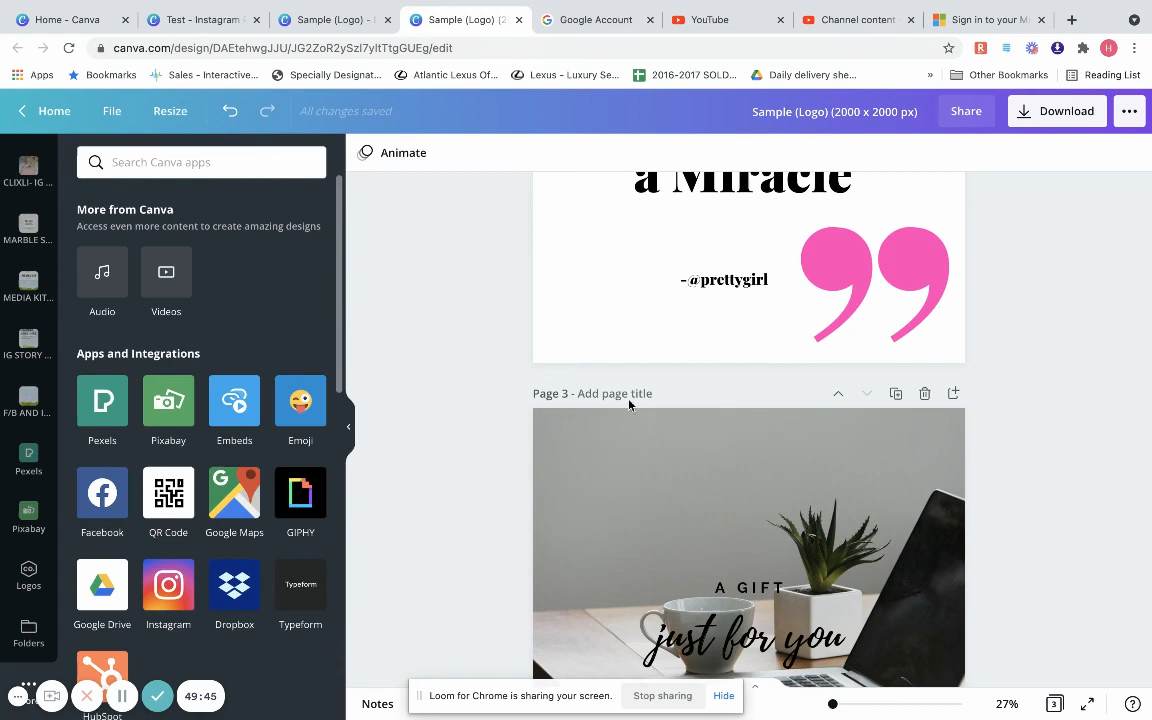 Home - Canva
Test - Instagram
Sample (Logo) -
Sample (Logo) (2
Google Account
YouTube
Channel content
Sign in to your Mi
canva.com/design/DAEtehwgJJU/JG2ZoR2ySzl7yltTtgGUEg/edit
R
H
Apps
Bookmarks
Sales - Interactive...
Specially Designat...
Atlantic Lexus Of...
Lexus - Luxury Se...
2016-2017 SOLD...
Daily delivery she...
»
Other Bookmarks
Reading List
Home
File
Resize
All changes saved
Sample (Logo) (2000 x 2000 px)
Share
Download
CLIXLI- IG ...
MARBLE S...
MEDIA KIT...
IG STORY ...
F/B AND I...
Pexels
Pixabay
CO.
Logos
Folders
Search Canva apps
More from Canva
Access even more content to create amazing designs
Audio
Videos
Apps and Integrations
Pexels
Pixabay
Embeds
Emoji
Facebook
QR Code
Google Maps
GIPHY
Typeform
Google Drive
Instagram
Dropbox
Typeform
HubSpot
Animate
a Miracle
-@prettygirl
”
Page 3 - Add page title
A GIFT
just for you
49:45
Loom for Chrome is sharing your screen.
Stop sharing
Hide
Notes
27%
3